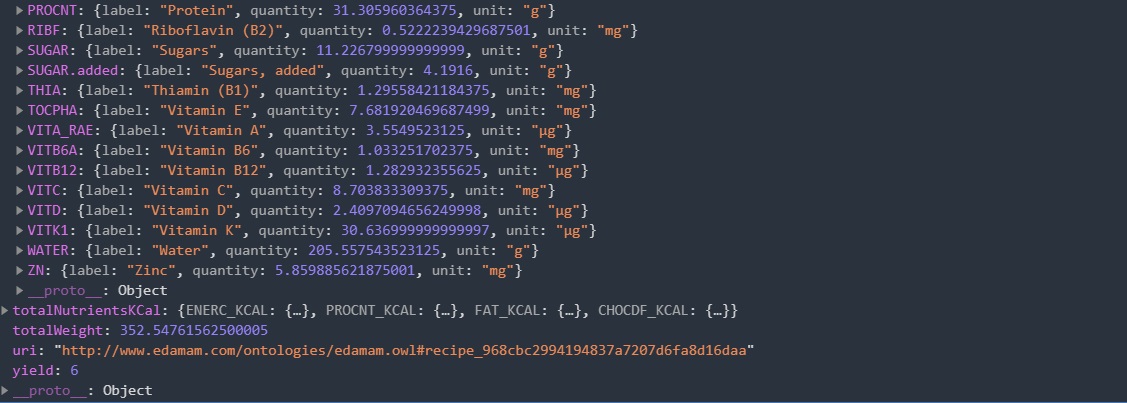 ▶ PROCNT: {label: "Protein", quantity: 31.305960364375, unit: "g"}
▶ RIBF: {label: "Riboflavin (B2)", quantity: 0.5222239429687501, unit: "mg"}
▶ SUGAR: {label: "Sugars", quantity: 11.226799999999999, unit: "g"}
▶ SUGAR.added: {label: "Sugars, added", quantity: 4.1916, unit: "g"}
▶ THIA: {label: "Thiamin (B1)", quantity: 1.29558421184375, unit: "mg"}
▶ TOCPHA: {label: "Vitamin E", quantity: 7.681920469687499, unit: "mg"}
▶ VITA_RAE: {label: "Vitamin A", quantity: 3.5549523125, unit: "µg"}
▶ VITB6A: {label: "Vitamin B6", quantity: 1.033251702375, unit: "mg"}
▶ VITB12: {label: "Vitamin B12", quantity: 1.282932355625, unit: "µg"}
▶ VITC: {label: "Vitamin C", quantity: 8.703833309375, unit: "mg"}
▶ VITD: {label: "Vitamin D", quantity: 2.4097094656249998, unit: "µg"}
▶ VITK1: {label: "Vitamin K", quantity: 30.636999999999997, unit: "µg"}
▶ WATER: {label: "Water", quantity: 205.557543523125, unit: "g"}
▶ ZN: {label: "Zinc", quantity: 5.859885621875001, unit: "mg"}
▶ __proto__: Object
▶ totalNutrientsKCal: {ENERC_KCAL: {…}, PROCNT_KCAL: {…}, FAT_KCAL: {…}, CHOCDF_KCAL: {…}}
totalWeight: 352.54761562500005
uri: "http://www.edamam.com/ontologies/edamam.owl#recipe_968cbc2994194837a7207d6fa8d16daa"
yield: 6
▶ __proto__: Object